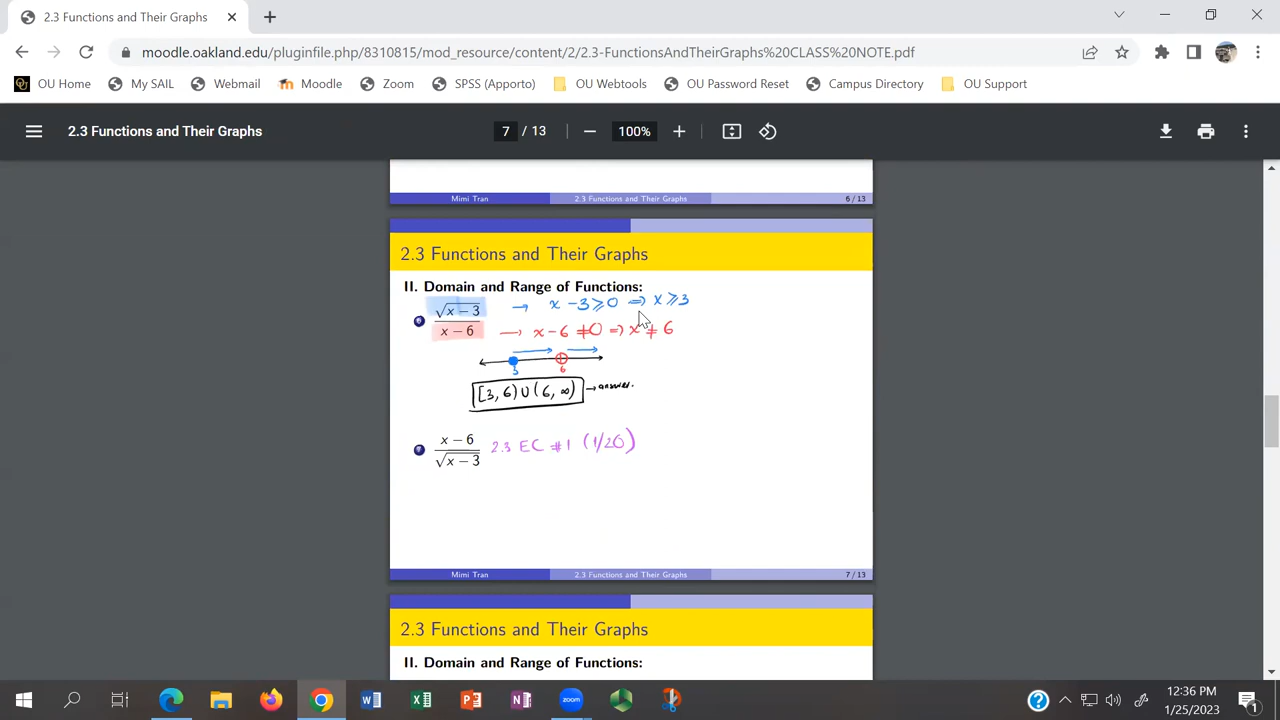 2.3 Functions and Their Graphs
moodle.oakland.edu/pluginfile.php/8310815/mod_resource/content/2/2.3-FunctionsAndTheirGraphs%20CLASS%20NOTE.pdf
OU Home My SAIL Webmail Moodle Zoom SPSS (Apporto) OU Webtools OU Password Reset Campus Directory OU Support
2.3 Functions and Their Graphs 7 / 13 100%
Mimi Tran 2.3 Functions and Their Graphs 6 / 13
2.3 Functions and Their Graphs
II. Domain and Range of Functions:
√x − 3 → x − 3 ≥ 0 ⇒ x ≥ 3
x − 6 → x − 6 ≠ 0 ⇒ x ≠ 6
3 6
[3, 6) ∪ (6, ∞) → answer.
x − 6 2.3 EC #1 (1/20)
√x − 3
Mimi Tran 2.3 Functions and Their Graphs 7 / 13
2.3 Functions and Their Graphs
II. Domain and Range of Functions:
12:36 PM
1/25/2023